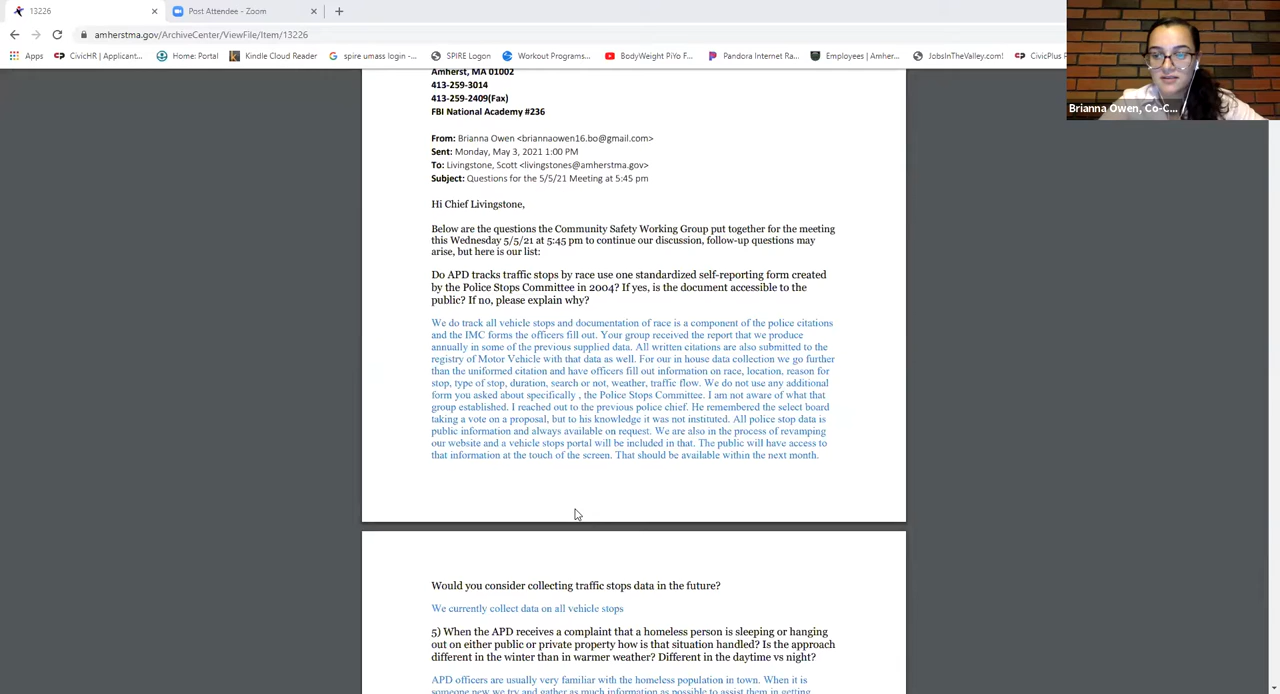 13226
Post Attendee - Zoom
amherstma.gov/ArchiveCenter/ViewFile/Item/13226
Apps
CivicHR | Applicant...
Home: Portal
Kindle Cloud Reader
spire umass login -...
SPIRE Logon
Workout Programs...
BodyWeight PiYo F...
Pandora Internet Ra...
Employees | Amher...
JobsInTheValley.com!
CivicPlus
Brianna Owen, Co-C...
Amherst, MA 01002
413-259-3014
413-259-2409(Fax)
FBI National Academy #236
From: Brianna Owen <briannaowen16.bo@gmail.com>
Sent: Monday, May 3, 2021 1:00 PM
To: Livingstone, Scott <livingstones@amherstma.gov>
Subject: Questions for the 5/5/21 Meeting at 5:45 pm
Hi Chief Livingstone,
Below are the questions the Community Safety Working Group put together for the meeting
this Wednesday 5/5/21 at 5:45 pm to continue our discussion, follow-up questions may
arise, but here is our list:
Do APD tracks traffic stops by race use one standardized self-reporting form created
by the Police Stops Committee in 2004? If yes, is the document accessible to the
public? If no, please explain why?
We do track all vehicle stops and documentation of race is a component of the police citations
and the IMC forms the officers fill out. Your group received the report that we produce
annually in some of the previous supplied data. All written citations are also submitted to the
registry of Motor Vehicle with that data as well. For our in house data collection we go further
than the uniformed citation and have officers fill out information on race, location, reason for
stop, type of stop, duration, search or not, weather, traffic flow. We do not use any additional
form you asked about specifically , the Police Stops Committee. I am not aware of what that
group established. I reached out to the previous police chief. He remembered the select board
taking a vote on a proposal, but to his knowledge it was not instituted. All police stop data is
public information and always available on request. We are also in the process of revamping
our website and a vehicle stops portal will be included in that. The public will have access to
that information at the touch of the screen. That should be available within the next month.
Would you consider collecting traffic stops data in the future?
We currently collect data on all vehicle stops
5) When the APD receives a complaint that a homeless person is sleeping or hanging
out on either public or private property how is that situation handled? Is the approach
different in the winter than in warmer weather? Different in the daytime vs night?
APD officers are usually very familiar with the homeless population in town. When it is
someone new we try and gather as much information as possible to assist them in getting